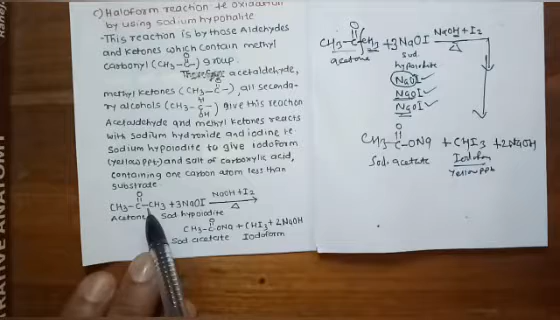 c) Haloform reaction
by using sodium hypohalite
-This reaction is by those Aldehydes
and ketones which contain methyl
carbonyl (CH3-C-) group.
O
acetaldehyde,
methyl ketones (CH3-C-), all seconda-
O
ry alcohols (CH3-C-) give this reaction
H
OH
Acetaldehyde and methyl ketones reacts
with sodium hydroxide and iodine ie.
Sodium hypoiodite to give iodoform
(yellow ppt) and salt of carboxylic acid,
containing one carbon atom less than
substrate.
O
CH3-C-CH3 + 3NaOI
NaOH + I2
Δ
Acetone Sod hypoiodite
O
CH3-C-ONa + CHI3 + 2NaOH
Sod acetate Iodoform
O
CH3-C-CH3 + 3NaOI
NaOH + I2
Δ
acetone
Sod.
hypoiodite
NaOI
NaOI
NaOI
O
CH3-C-ONa + CHI3 + 2NaOH
Sod. acetate
Iodoform
Yellow ppt
ANATOM